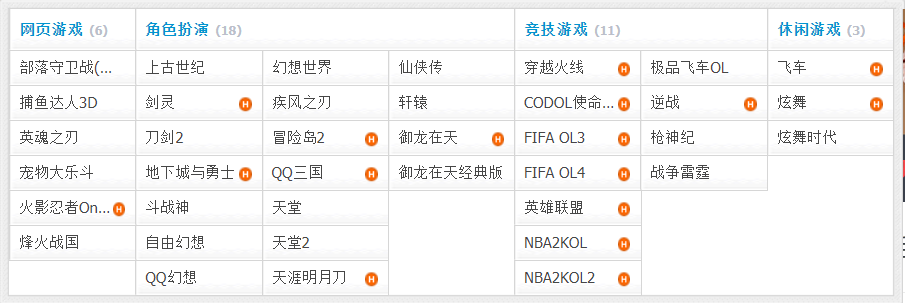 网页游戏 (6) 角色扮演 (18) 竞技游戏 (11) 休闲游戏 (3)
部落守卫战(... 上古世纪 幻想世界 仙侠传 穿越火线 H 极品飞车OL 飞车 H
捕鱼达人3D 剑灵 H 疾风之刃 轩辕 CODOL使命... H 逆战 H 炫舞 H
英魂之刃 刀剑2 冒险岛2 H 御龙在天 H FIFA OL3 H 枪神纪 炫舞时代
宠物大乐斗 地下城与勇士 H QQ三国 H 御龙在天经典版 FIFA OL4 H 战争雷霆
火影忍者On... H 斗战神 天堂 英雄联盟 H
烽火战国 自由幻想 天堂2 NBA2KOL H
QQ幻想 天涯明月刀 H NBA2KOL2 H